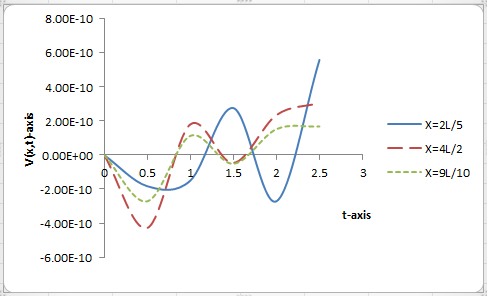 8.00E-10
6.00E-10
4.00E-10
2.00E-10
0.00E+00
-2.00E-10
-4.00E-10
-6.00E-10
V(x,t)-axis
0 0.5 1 1.5 2 2.5 3
t-axis
X=2L/5
X=4L/2
X=9L/10